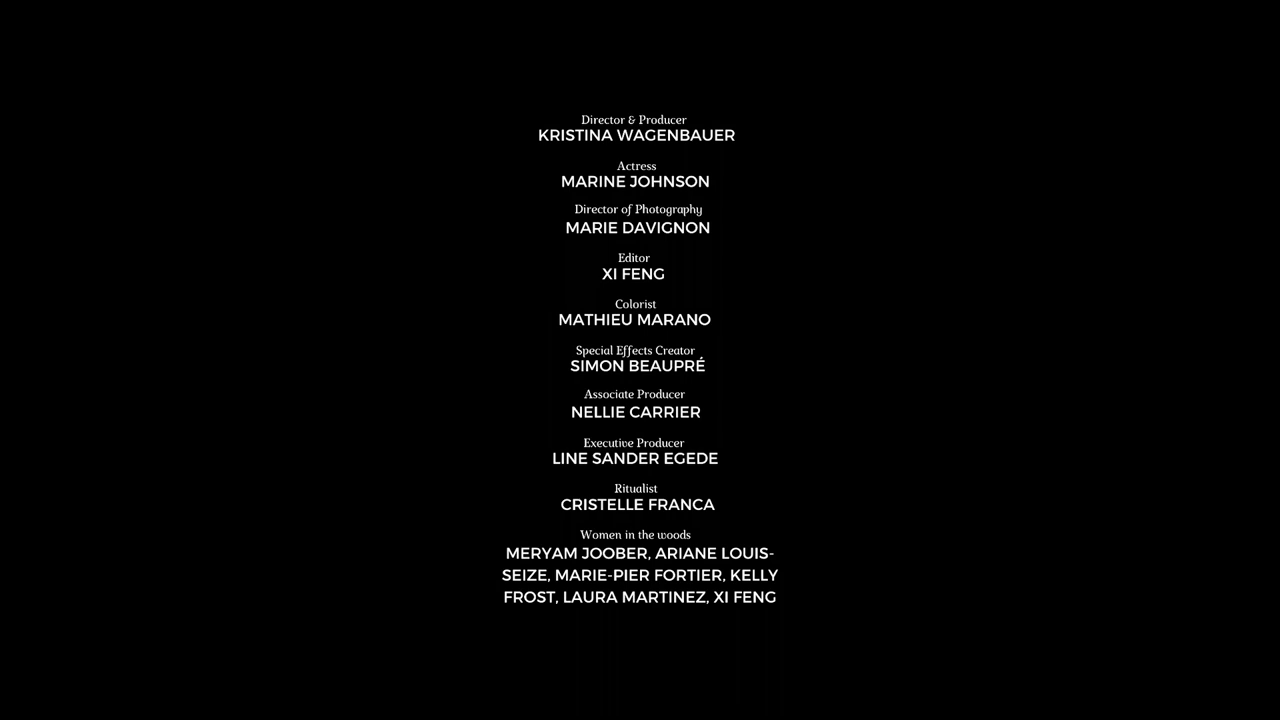 Director & Producer
KRISTINA WAGENBAUER
Actress
MARINE JOHNSON
Director of Photography
MARIE DAVIGNON
Editor
XI FENG
Colorist
MATHIEU MARANO
Special Effects Creator
SIMON BEAUPRÉ
Associate Producer
NELLIE CARRIER
Executive Producer
LINE SANDER EGEDE
Ritualist
CRISTELLE FRANCA
Women in the woods
MERYAM JOOBER, ARIANE LOUIS-
SEIZE, MARIE-PIER FORTIER, KELLY
FROST, LAURA MARTINEZ, XI FENG